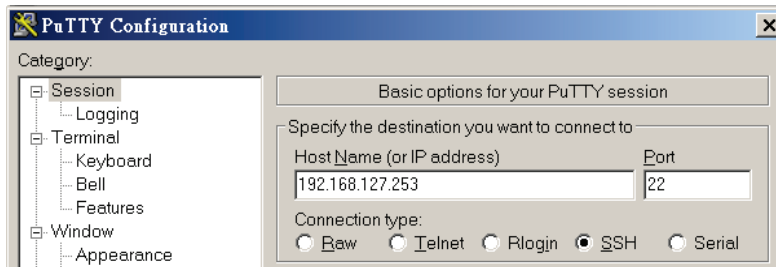 PuTTY Configuration
Category:
Session
Logging
Terminal
Keyboard
Bell
Features
Window
Appearance
Basic options for your PuTTY session
Specify the destination you want to connect to
Host Name (or IP address) Port
192.168.127.253 22
Connection type:
Raw Telnet Rlogin SSH Serial